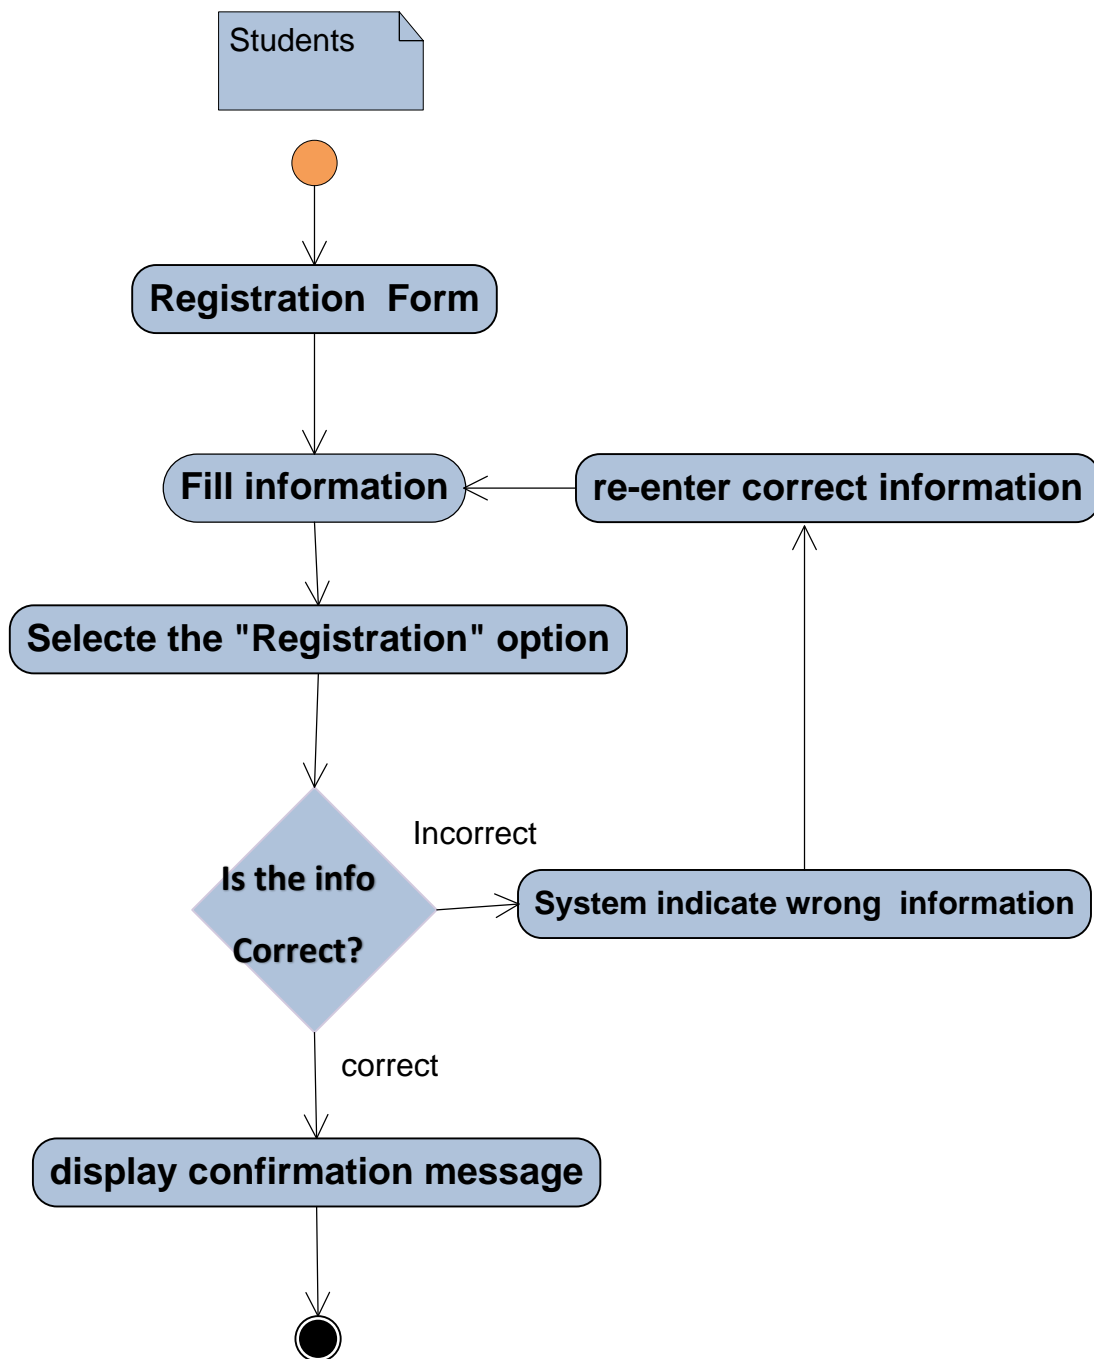 Students
Registration  Form
Fill information
re-enter correct information
Selecte the "Registration" option
Incorrect
Is the info
Correct?
System indicate wrong  information
correct
display confirmation message